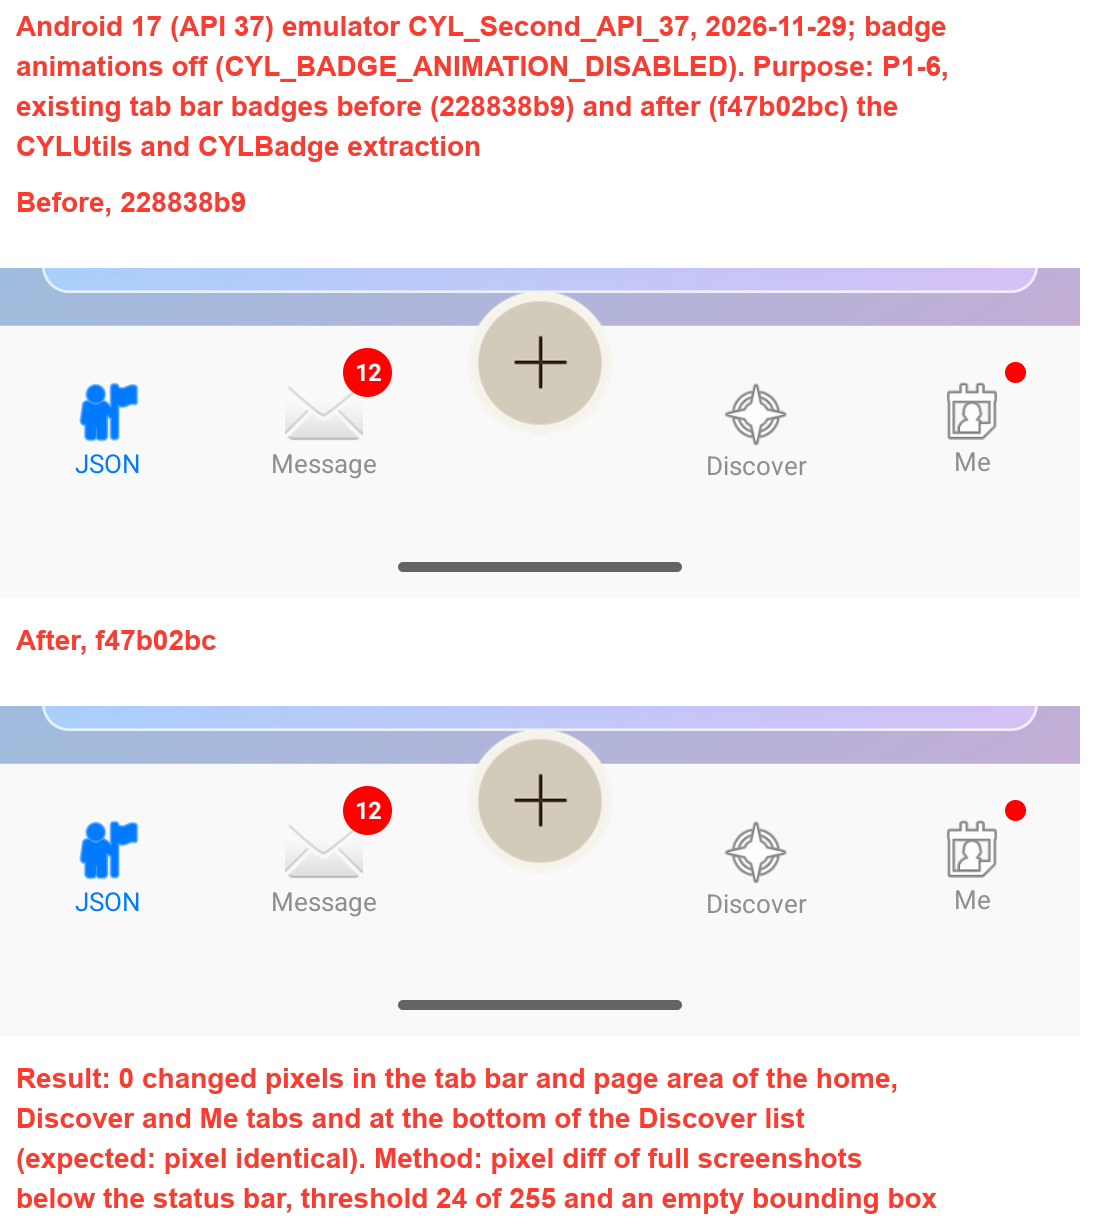 Android 17 (API 37) emulator CYL_Second_API_37, 2026-11-29; badge
animations off (CYL_BADGE_ANIMATION_DISABLED). Purpose: P1-6,
existing tab bar badges before (228838b9) and after (f47b02bc) the
CYLUtils and CYLBadge extraction
Before, 228838b9
12
JSON
Message
Discover
Me
After, f47b02bc
12
JSON
Message
Discover
Me
Result: 0 changed pixels in the tab bar and page area of the home,
Discover and Me tabs and at the bottom of the Discover list
(expected: pixel identical). Method: pixel diff of full screenshots
below the status bar, threshold 24 of 255 and an empty bounding box